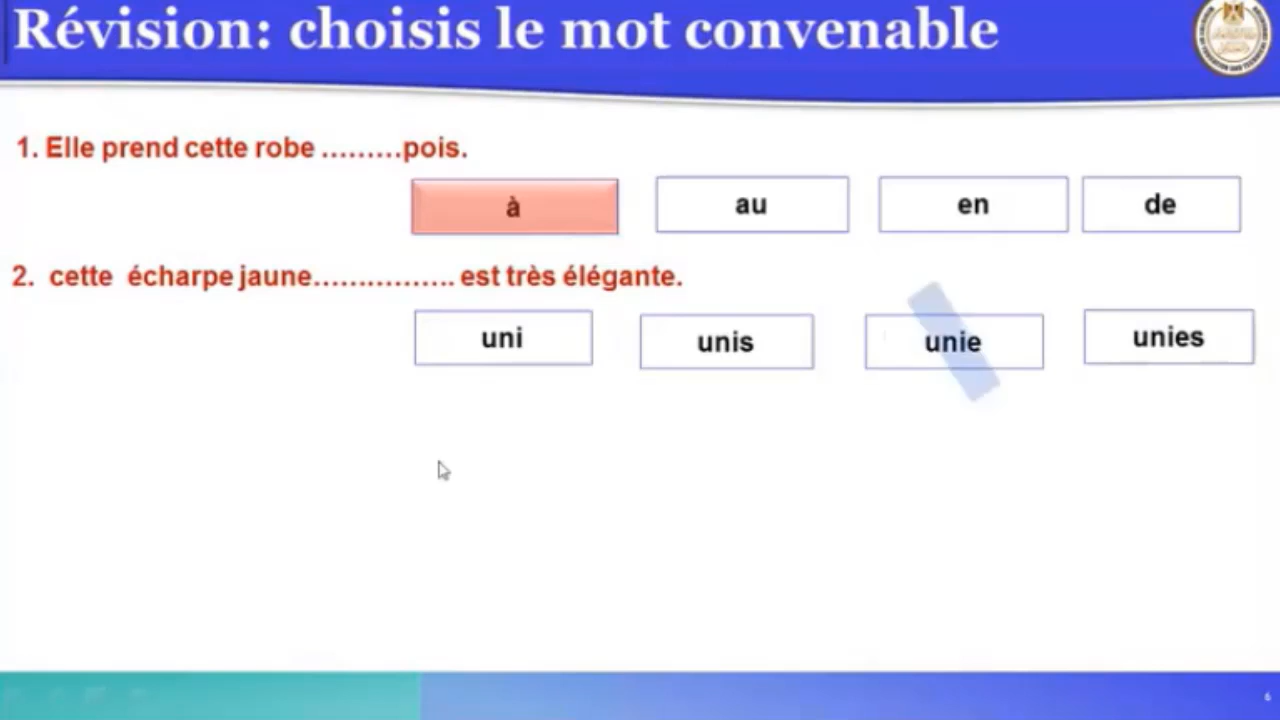 Révision: choisis le mot convenable
1. Elle prend cette robe .........pois.
à au en de
2. cette écharpe jaune................ est très élégante.
uni unis unie unies
6